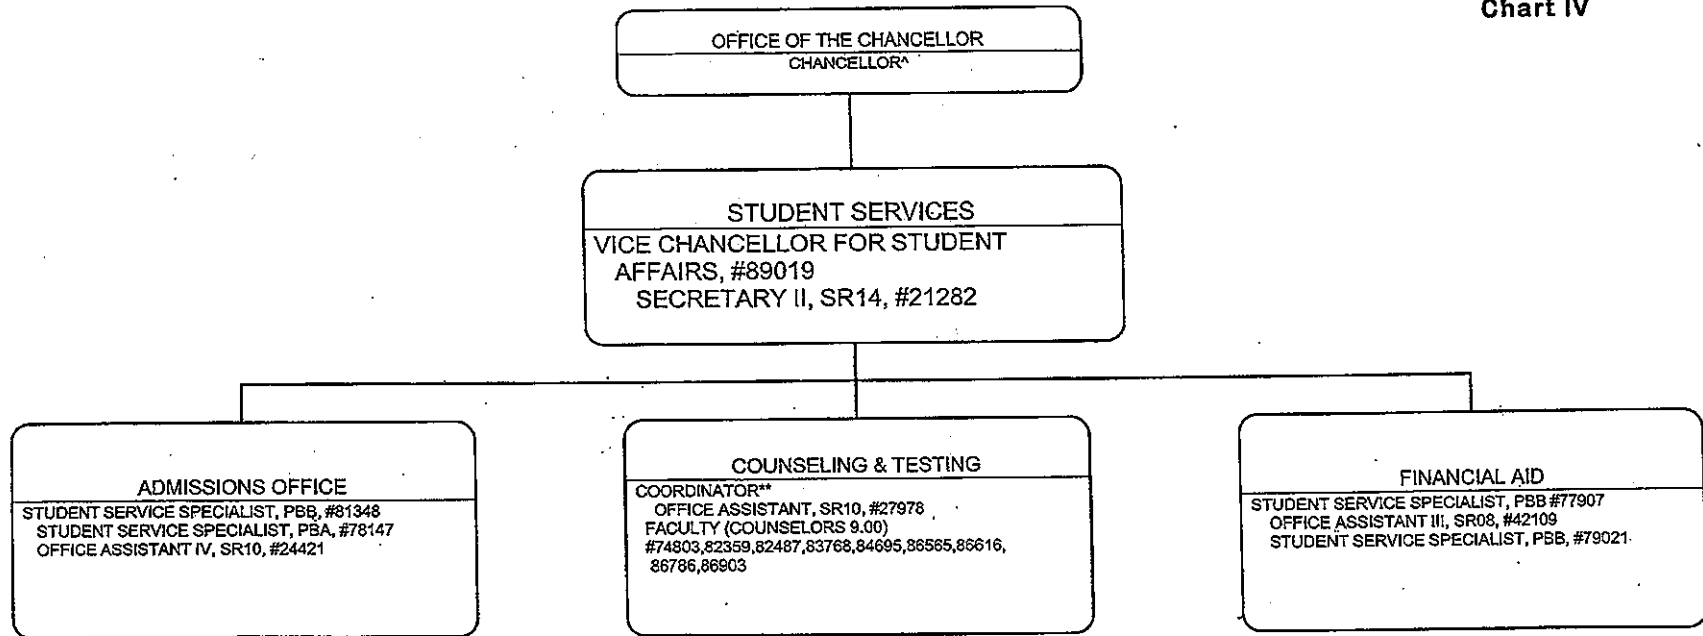 Chart IV
OFFICE OF THE CHANCELLOR
CHANCELLOR^
STUDENT SERVICES
VICE CHANCELLOR FOR STUDENT
AFFAIRS, #89019
SECRETARY II, SR14, #21282
ADMISSIONS OFFICE
STUDENT SERVICE SPECIALIST, PBB, #81348
STUDENT SERVICE SPECIALIST, PBA, #78147
OFFICE ASSISTANT IV, SR10, #24421
COUNSELING & TESTING
COORDINATOR**
OFFICE ASSISTANT, SR10, #27978
FACULTY (COUNSELORS 9.00)
#74803,82359,82487,83768,84695,86565,86616,
86786,86903
FINANCIAL AID
STUDENT SERVICE SPECIALIST, PBB #77907
OFFICE ASSISTANT III, SR08, #42109
STUDENT SERVICE SPECIALIST, PBB, #79021